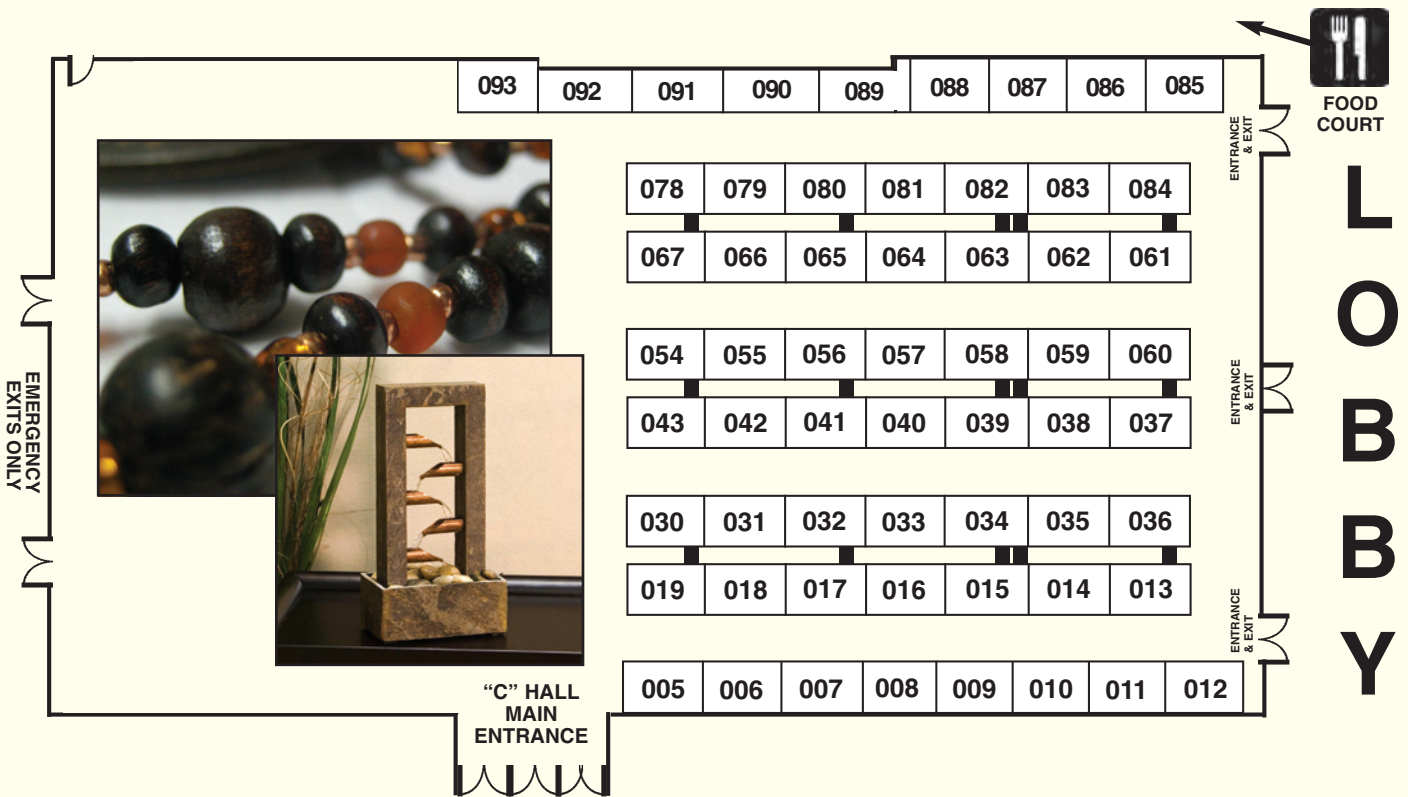 093 092 091 090 089 088 087 086 085
FOOD
COURT
ENTRANCE
& EXIT
078 079 080 081 082 083 084
067 066 065 064 063 062 061
054 055 056 057 058 059 060
043 042 041 040 039 038 037
ENTRANCE
& EXIT
EMERGENCY
EXITS ONLY
030 031 032 033 034 035 036
019 018 017 016 015 014 013
ENTRANCE
& EXIT
005 006 007 008 009 010 011 012
“C” HALL
MAIN
ENTRANCE
LOBBY